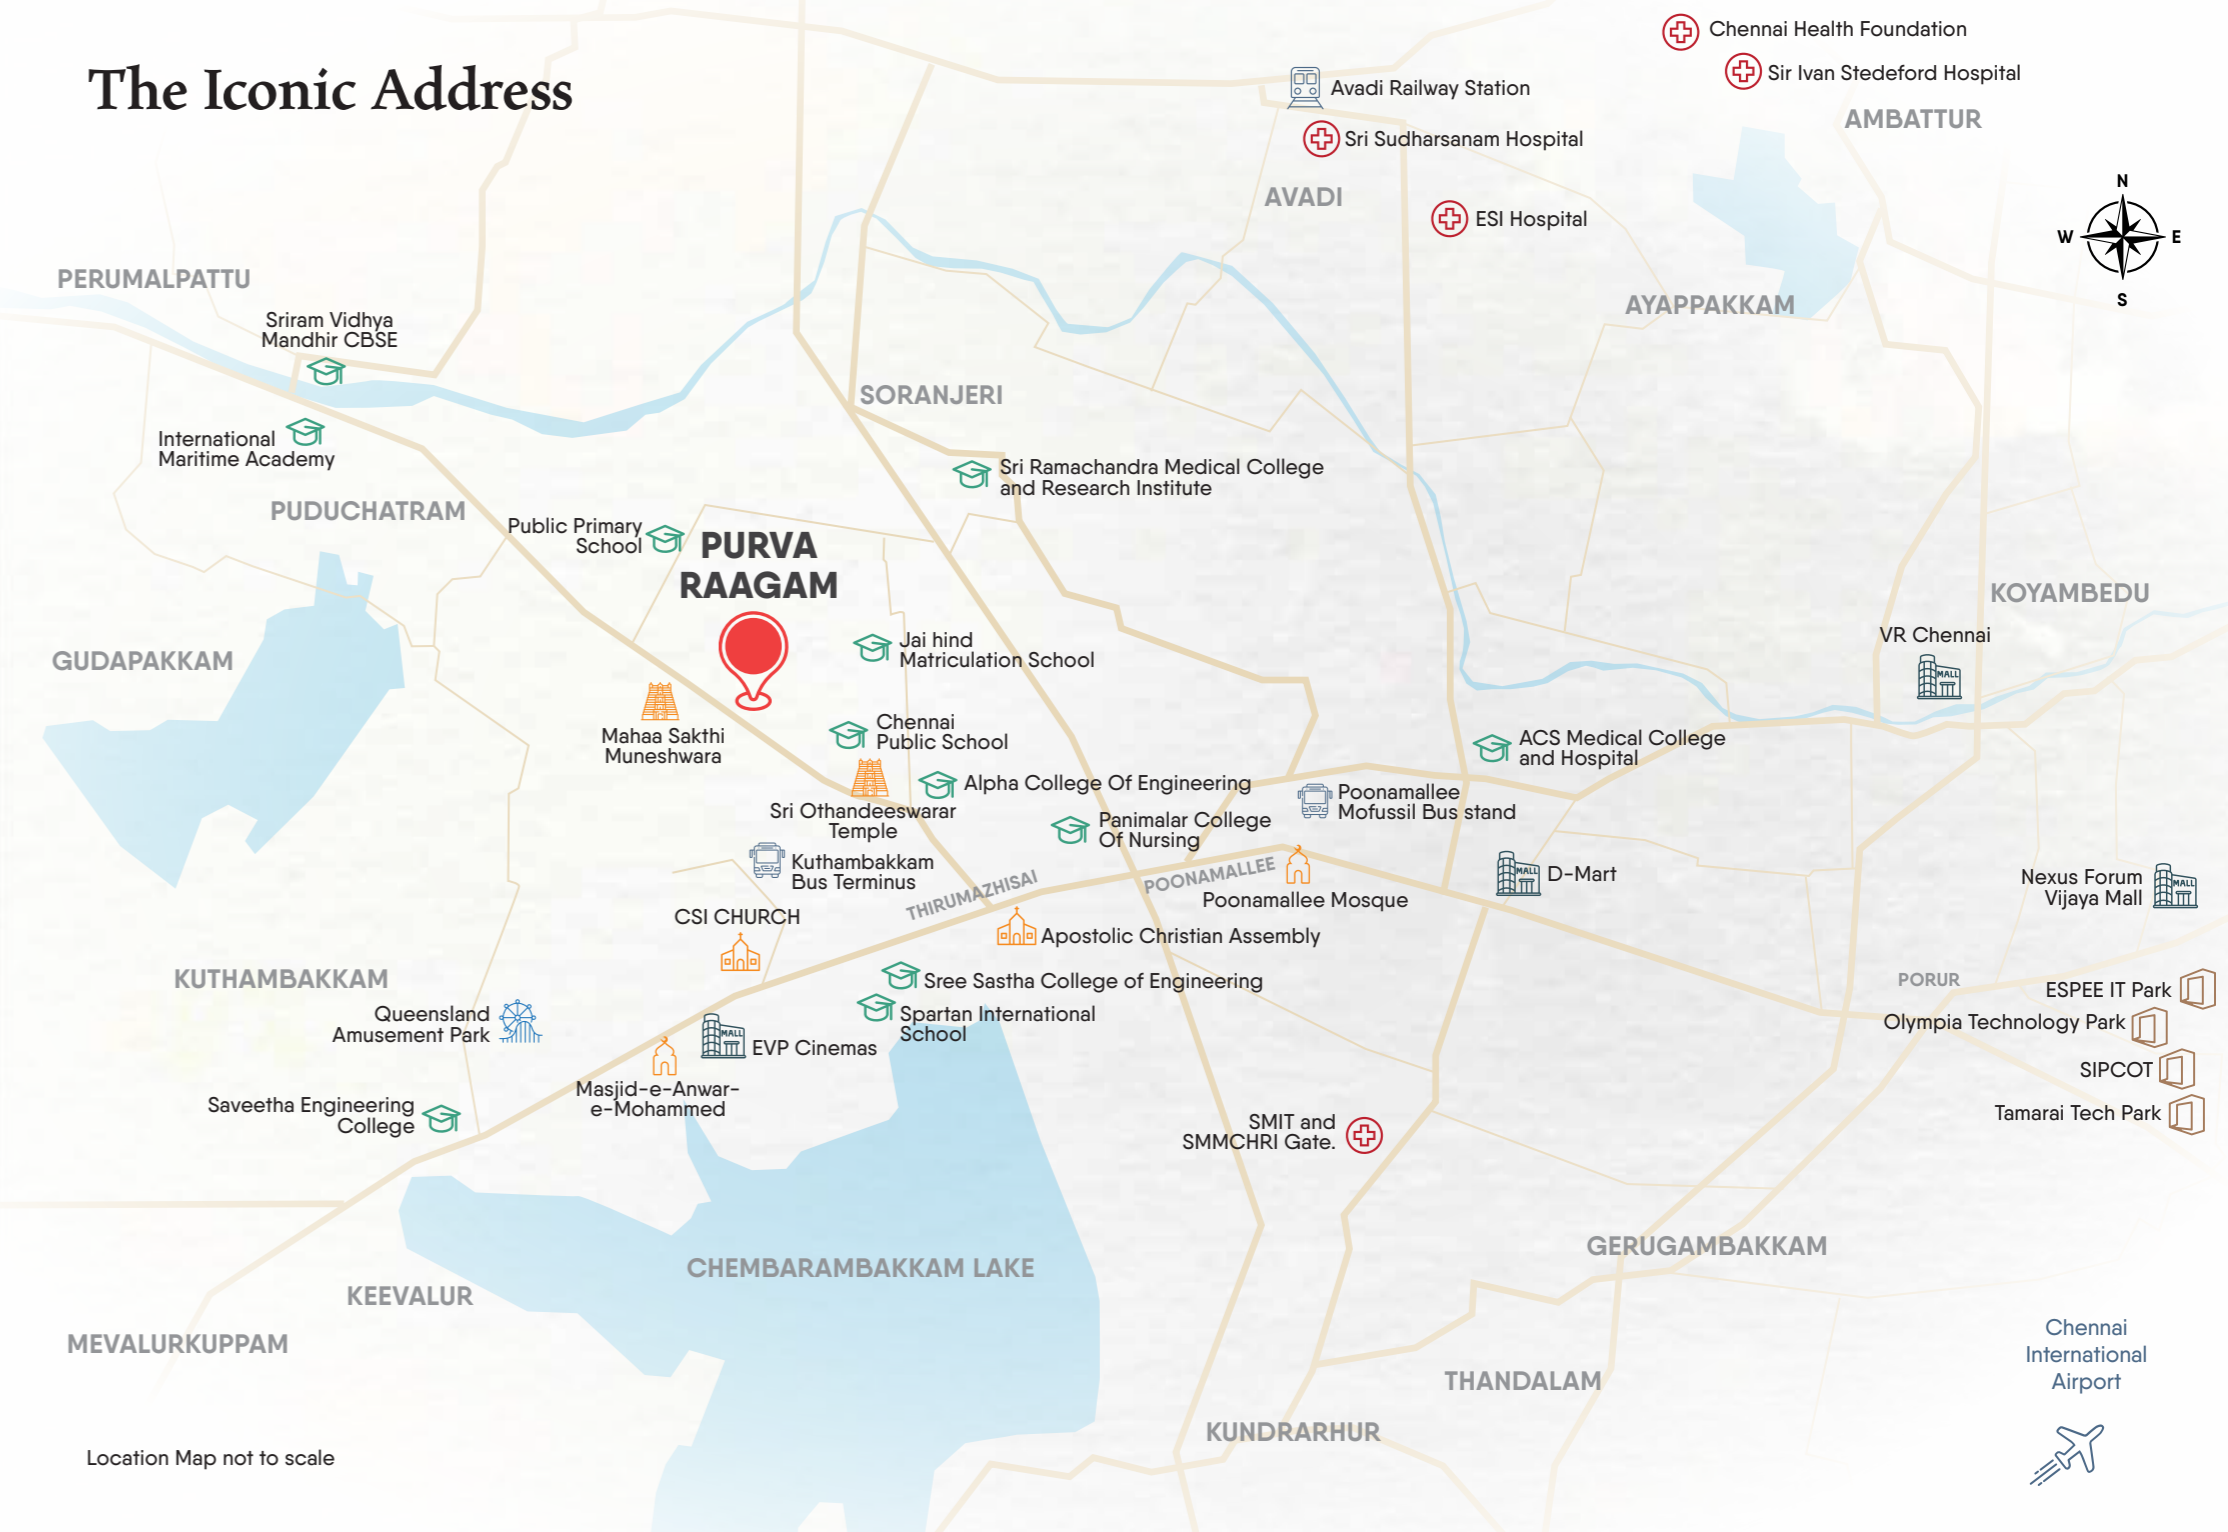 The Iconic Address
Chennai Health Foundation
Sir Ivan Stedeford Hospital
AMBATTUR
Avadi Railway Station
Sri Sudharsanam Hospital
AVADI
ESI Hospital
N
W
E
S
PERUMALPATTU
Sriram Vidhya
Mandhir CBSE
AYAPPAKKAM
SORANJERI
International
Maritime Academy
Sri Ramachandra Medical College
and Research Institute
PUDUCHATRAM
Public Primary
School
PURVA
RAAGAM
KOYAMBEDU
VR Chennai
MALL
GUDAPAKKAM
Jai hind
Matriculation School
Mahaa Sakthi
Muneshwara
Chennai
Public School
ACS Medical College
and Hospital
Alpha College Of Engineering
Sri Othandeeswarar
Temple
Panimalar College
Of Nursing
Poonamallee
Mofussil Bus stand
Kuthambakkam
Bus Terminus
THIRUMAZHISAI
POONAMALLEE
Poonamallee Mosque
MALL
D-Mart
Nexus Forum
Vijaya Mall
MALL
CSI CHURCH
Apostolic Christian Assembly
KUTHAMBAKKAM
Sree Sastha College of Engineering
PORUR
ESPEE IT Park
Queensland
Amusement Park
Spartan International
School
Olympia Technology Park
MALL
EVP Cinemas
SIPCOT
Masjid-e-Anwar-
e-Mohammed
Saveetha Engineering
College
Tamarai Tech Park
SMIT and
SMMCHRI Gate.
GERUGAMBAKKAM
CHEMBARAMBAKKAM LAKE
KEEVALUR
MEVALURKUPPAM
Chennai
International
Airport
THANDALAM
KUNDRARHUR
Location Map not to scale